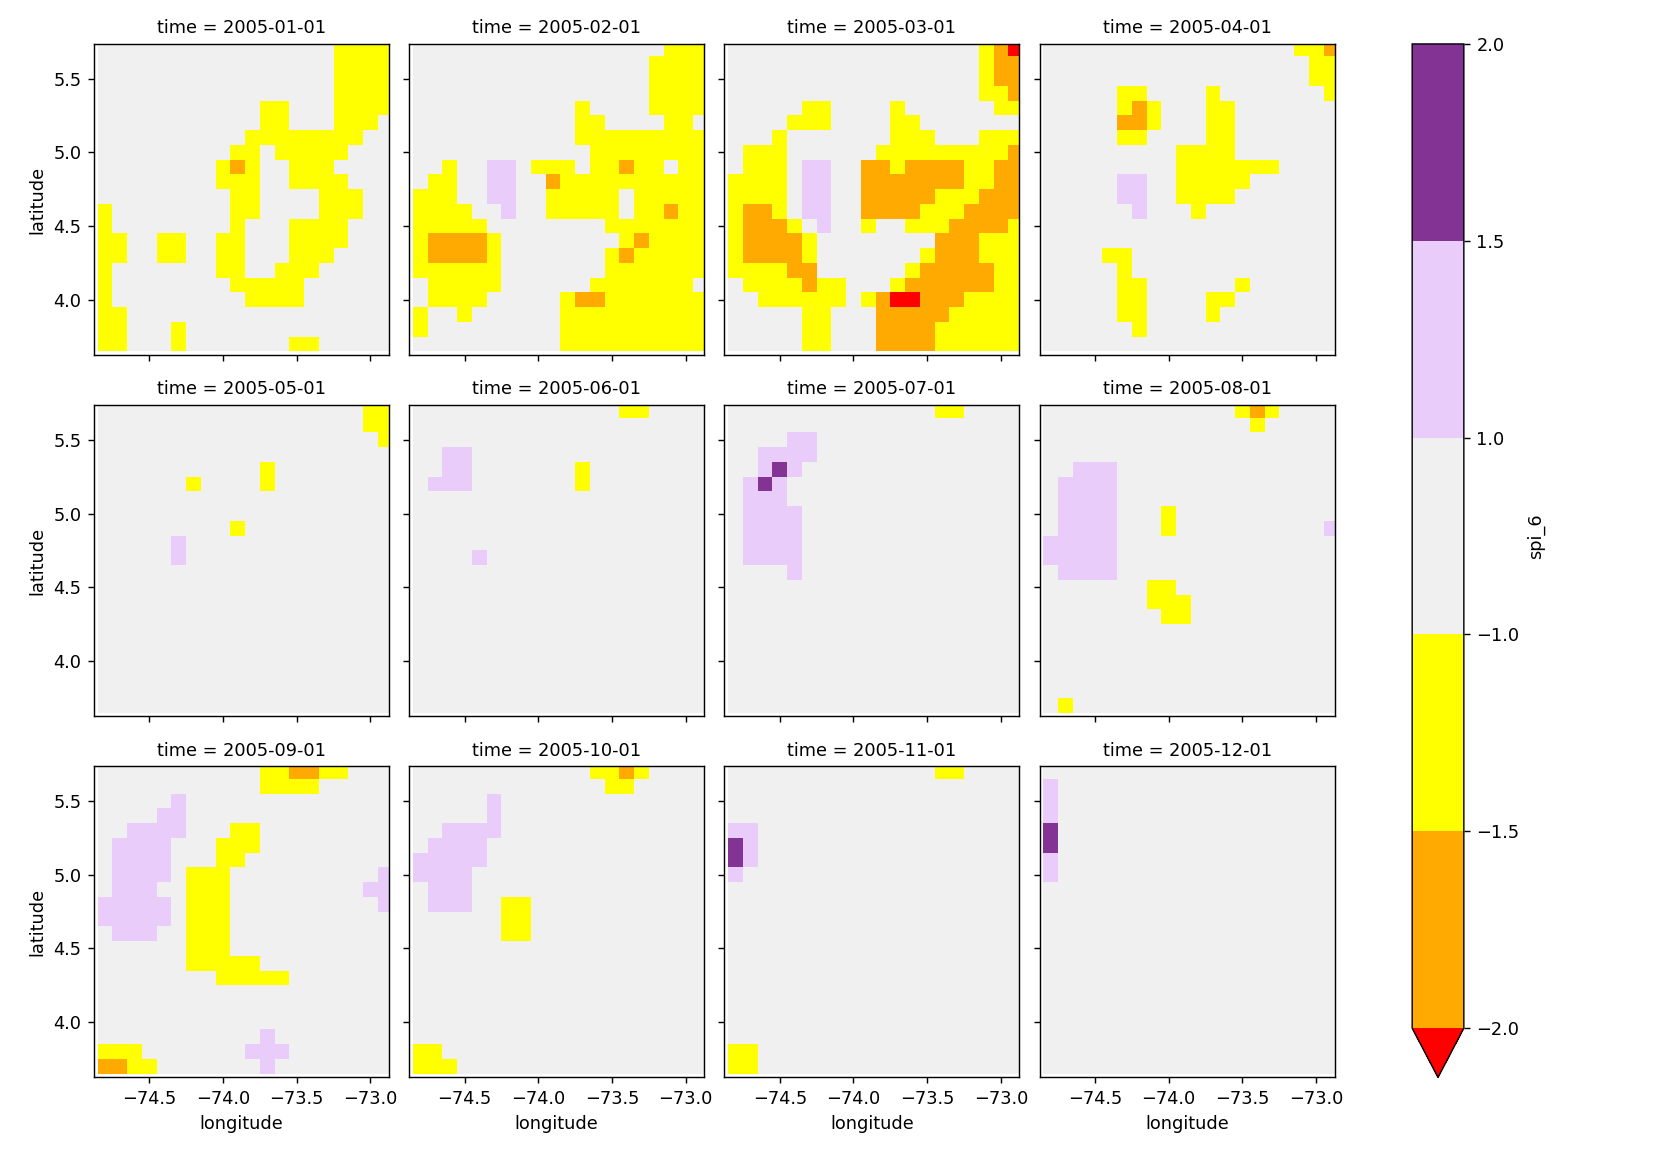 time = 2005-01-01
time = 2005-02-01
time = 2005-03-01
time = 2005-04-01
latitude
5.5
5.0
4.5
4.0
time = 2005-05-01
time = 2005-06-01
time = 2005-07-01
time = 2005-08-01
latitude
5.5
5.0
4.5
4.0
time = 2005-09-01
time = 2005-10-01
time = 2005-11-01
time = 2005-12-01
latitude
5.5
5.0
4.5
4.0
−74.5 −74.0 −73.5 −73.0
longitude
−74.5 −74.0 −73.5 −73.0
longitude
−74.5 −74.0 −73.5 −73.0
longitude
−74.5 −74.0 −73.5 −73.0
longitude
2.0
1.5
1.0
−1.0
−1.5
−2.0
spi_6